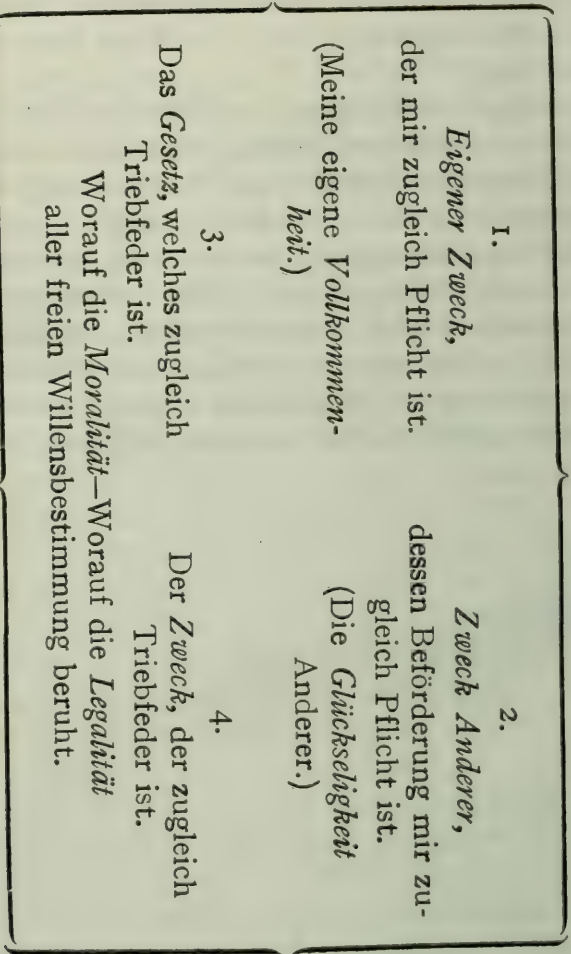 1.
Eigener Zweck,
der mir zugleich Pflicht ist.
(Meine eigene Vollkommen-
heit.)
2.
Zweck Anderer,
dessen Beförderung mir zu-
gleich Pflicht ist.
(Die Glückseligkeit
Anderer.)
3.
Das Gesetz, welches zugleich
Triebfeder ist.
4.
Der Zweck, der zugleich
Triebfeder ist.
Worauf die Moralität—Worauf die Legalität
aller freien Willensbestimmung beruht.